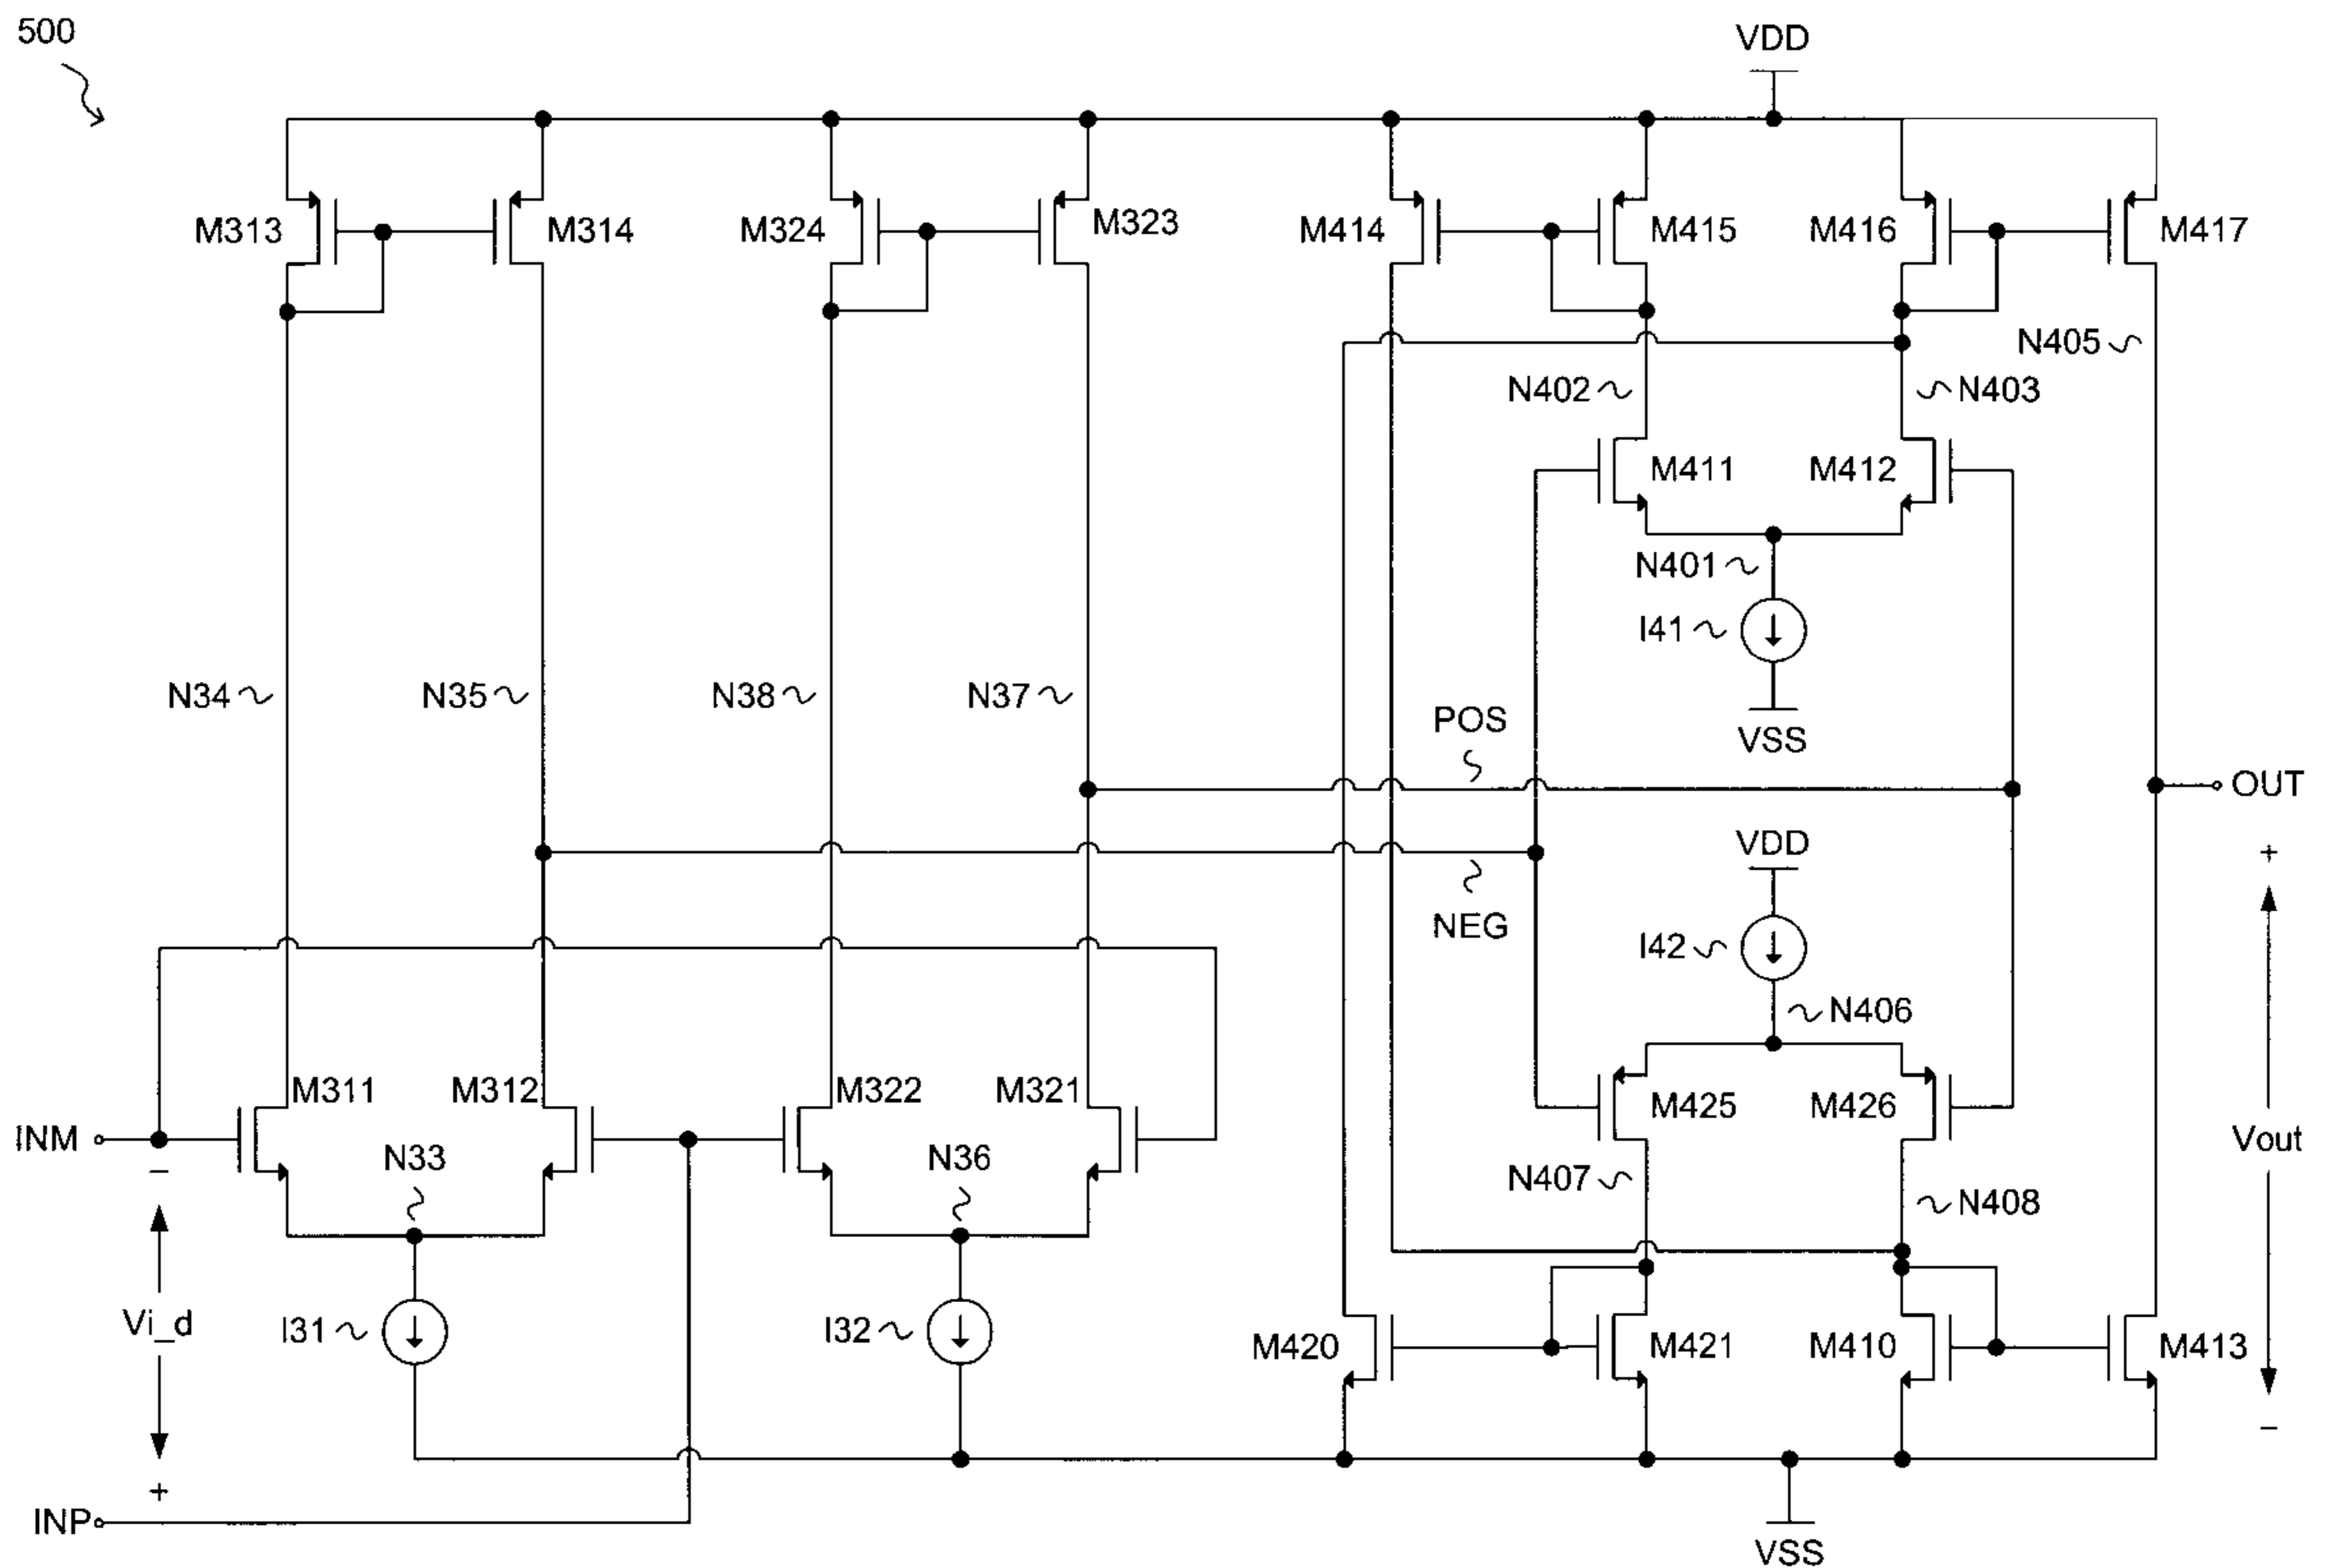 500
VDD
M313
M314
M324
M323
M414
M415
M416
M417
N405
N402
N403
M411
M412
N401
I41
VSS
N34
N35
N38
N37
POS
OUT
+
VDD
NEG
I42
N406
M311
M312
M322
M321
M425
M426
INM
N33
N36
Vout
−
N407
N408
Vi_d
I31
I32
M420
M421
M410
M413
−
+
INP
VSS